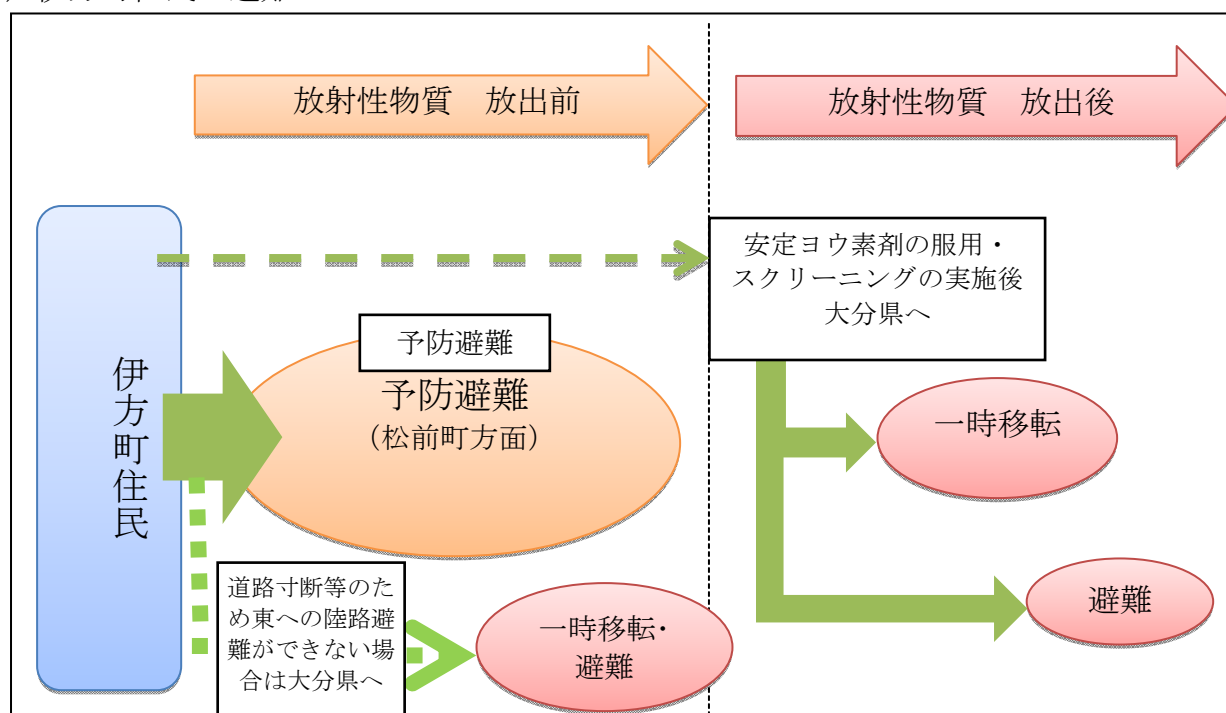 放射性物質　放出前
放射性物質　放出後
伊方町住民
安定ヨウ素剤の服用・
スクリーニングの実施後
大分県へ
予防避難
予防避難
（松前町方面）
一時移転
道路寸断等のた
め東への陸路避
難ができない場
合は大分県へ
一時移転・
避難
避難